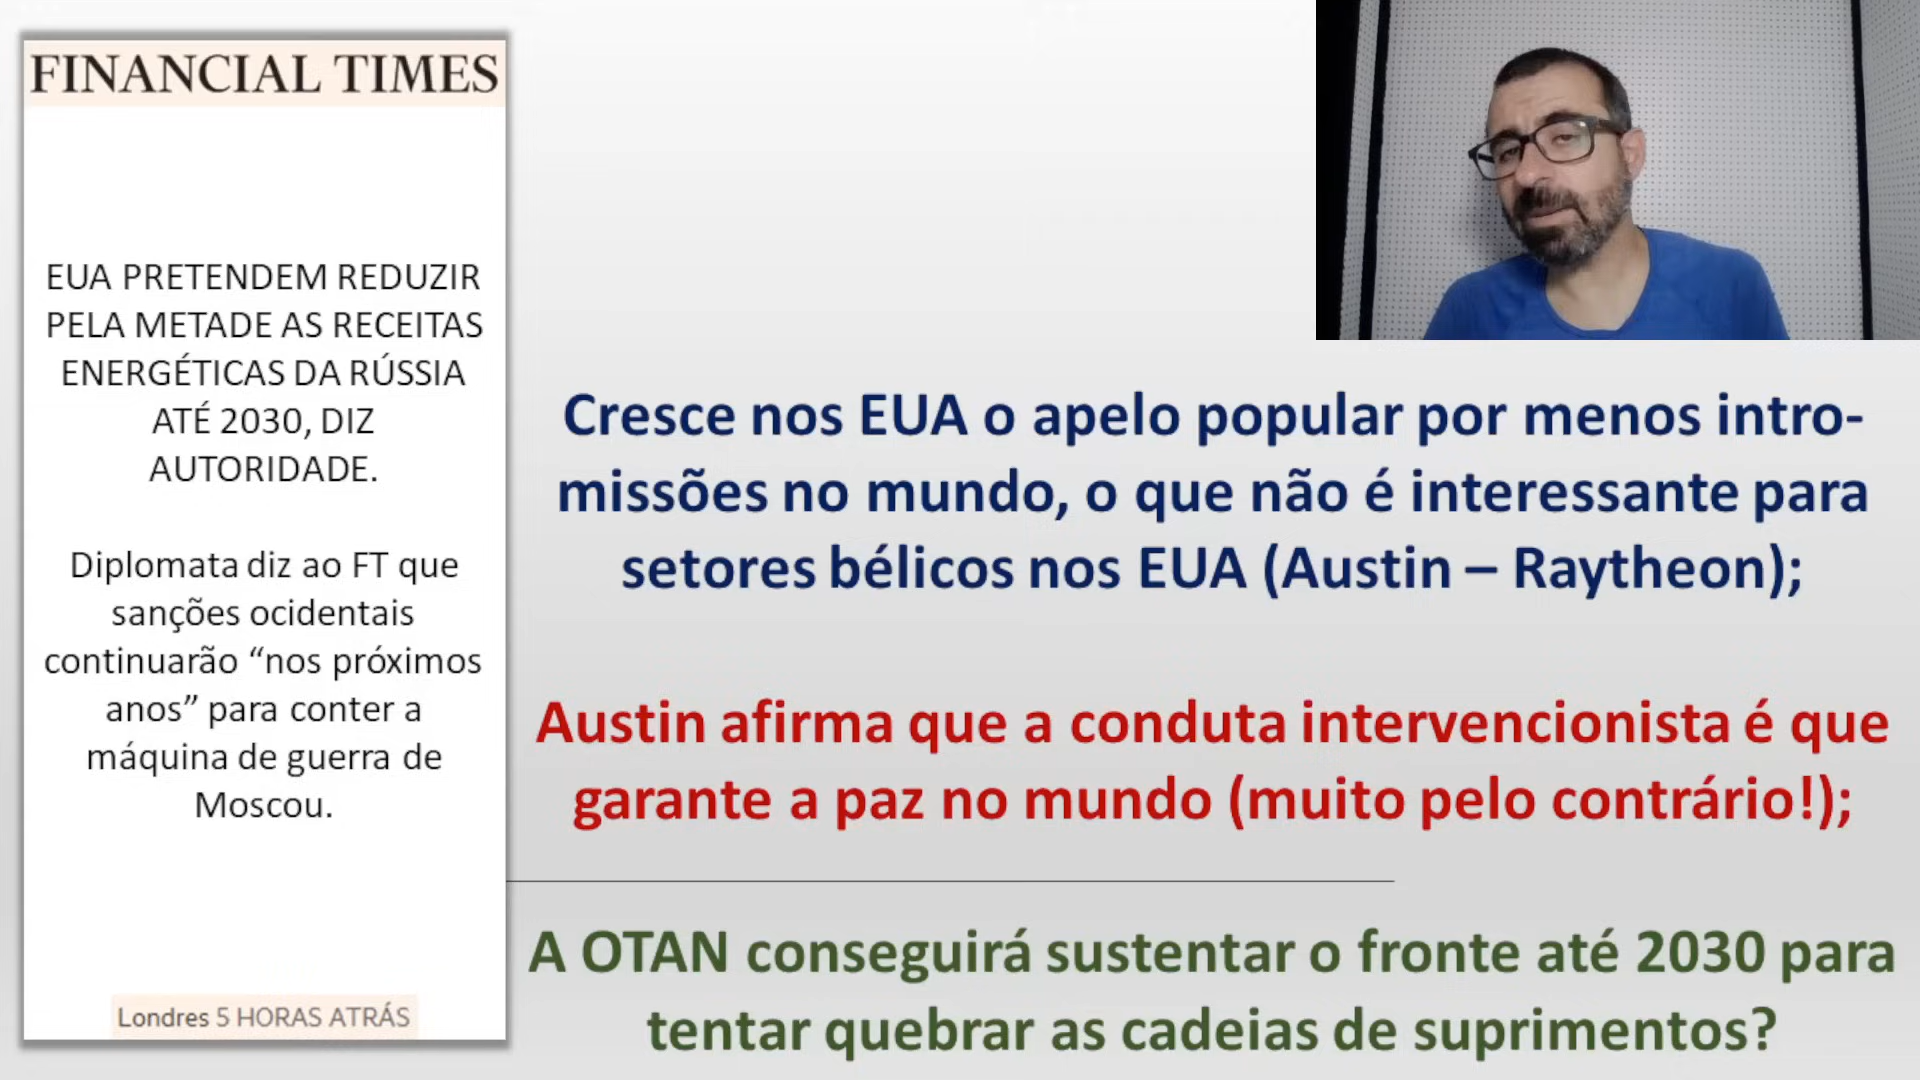 FINANCIAL TIMES
EUA PRETENDEM REDUZIR
PELA METADE AS RECEITAS
ENERGÉTICAS DA RÚSSIA
ATÉ 2030, DIZ
AUTORIDADE.
Diplomata diz ao FT que
sanções ocidentais
continuarão “nos próximos
anos” para conter a
máquina de guerra de
Moscou.
Londres 5 HORAS ATRÁS
Cresce nos EUA o apelo popular por menos intro-
missões no mundo, o que não é interessante para
setores bélicos nos EUA (Austin – Raytheon);
Austin afirma que a conduta intervencionista é que
garante a paz no mundo (muito pelo contrário!);
A OTAN conseguirá sustentar o fronte até 2030 para
tentar quebrar as cadeias de suprimentos?